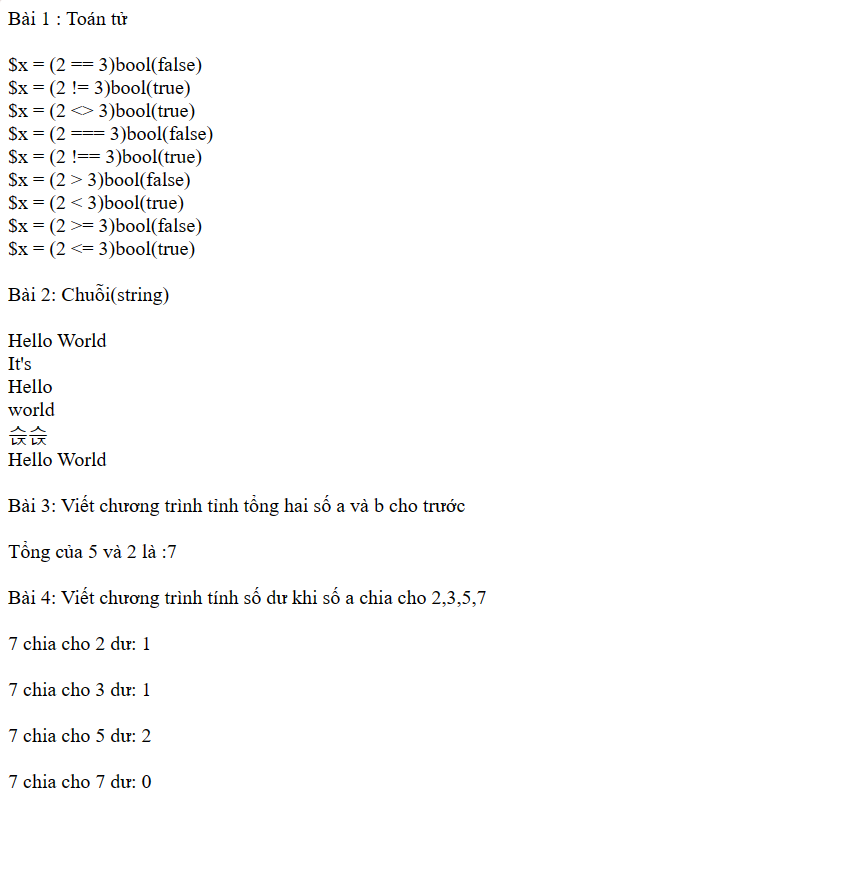 Bài 1 : Toán tử
$x = (2 == 3)bool(false)
$x = (2 != 3)bool(true)
$x = (2 <> 3)bool(true)
$x = (2 === 3)bool(false)
$x = (2 !== 3)bool(true)
$x = (2 > 3)bool(false)
$x = (2 < 3)bool(true)
$x = (2 >= 3)bool(false)
$x = (2 <= 3)bool(true)
Bài 2: Chuỗi(string)
Hello World
It's
Hello
world
Hello World
Bài 3: Viết chương trình tình tổng hai số a và b cho trước
Tổng của 5 và 2 là :7
Bài 4: Viết chương trình tính số dư khi số a chia cho 2,3,5,7
7 chia cho 2 dư: 1
7 chia cho 3 dư: 1
7 chia cho 5 dư: 2
7 chia cho 7 dư: 0